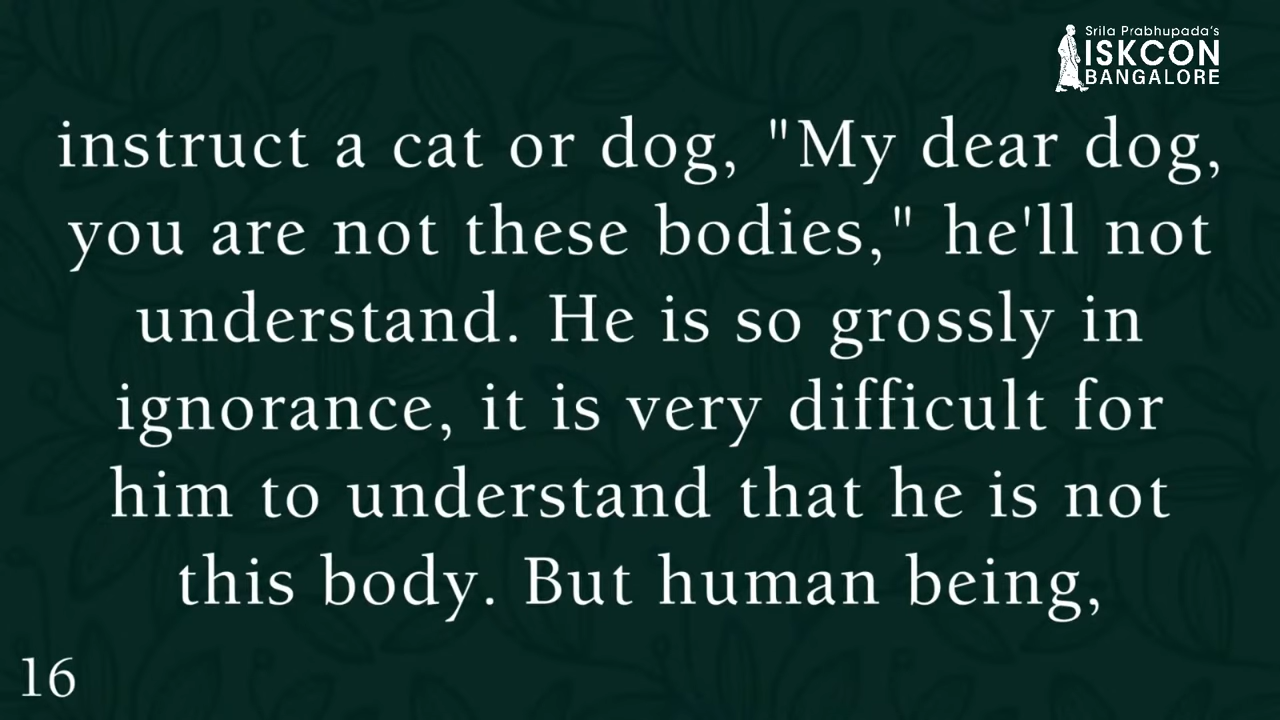 Srila Prabhupada's
ISKCON
BANGALORE
instruct a cat or dog, "My dear dog,
you are not these bodies," he'll not
understand. He is so grossly in
ignorance, it is very difficult for
him to understand that he is not
this body. But human being,
16